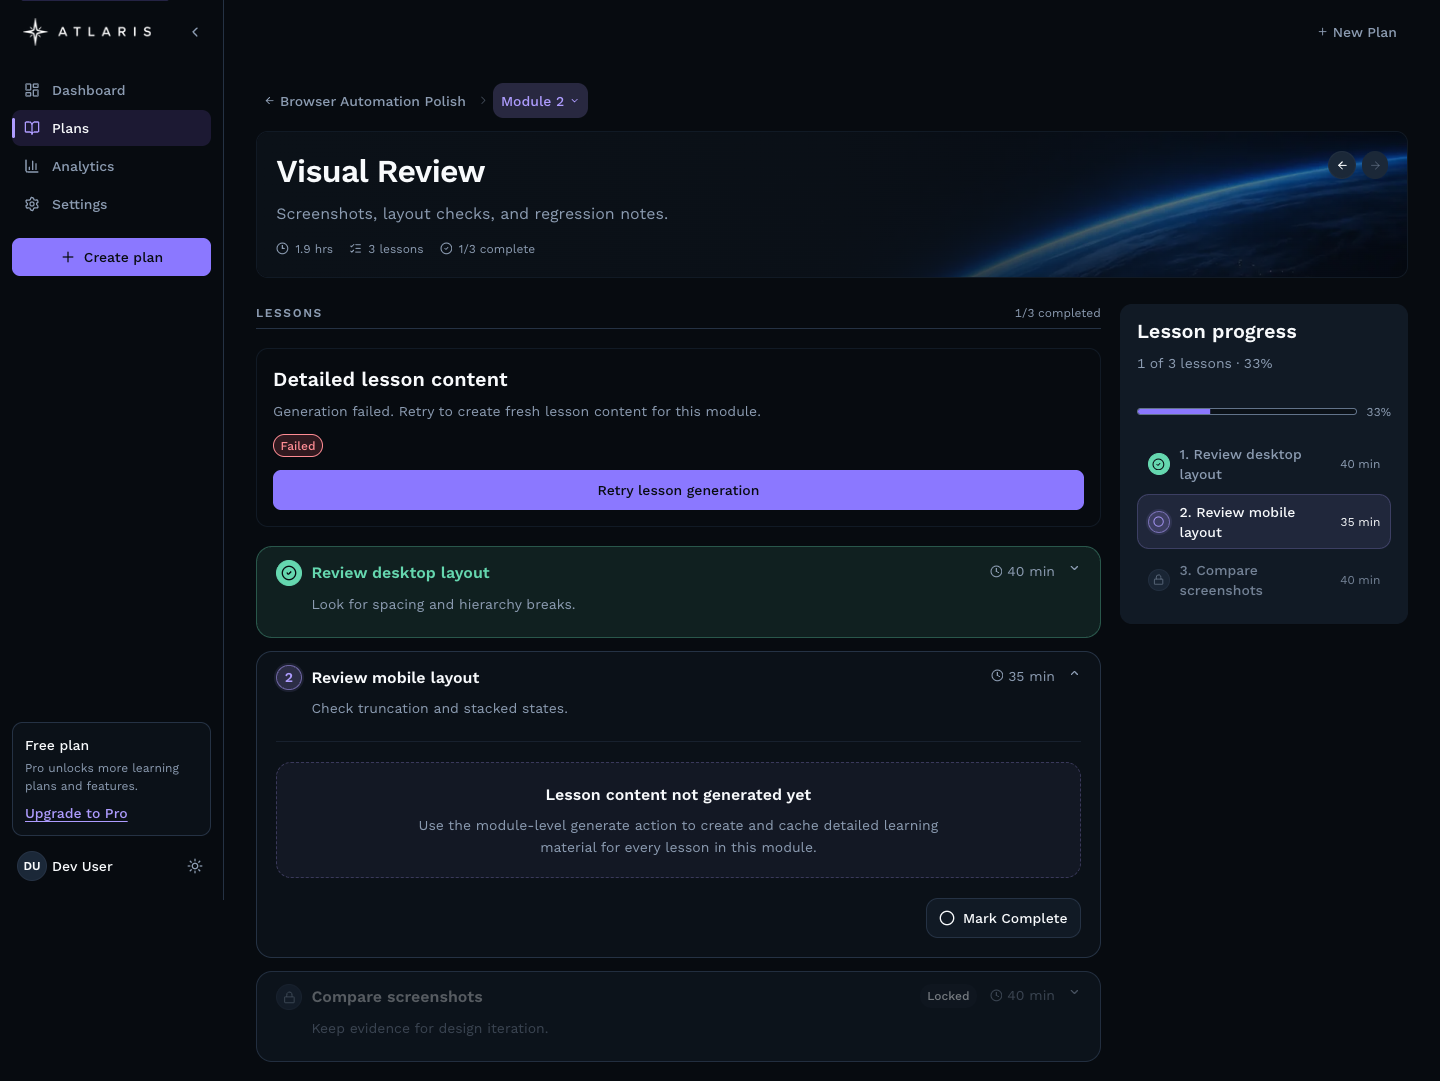 ATLARIS
Dashboard
Plans
Analytics
Settings
Create plan
Free plan
Pro unlocks more learning
plans and features.
Upgrade to Pro
DU Dev User
New Plan
Browser Automation Polish
Module 2
Visual Review
Screenshots, layout checks, and regression notes.
1.9 hrs 3 lessons 1/3 complete
LESSONS 1/3 completed
Detailed lesson content
Generation failed. Retry to create fresh lesson content for this module.
Failed
Retry lesson generation
Review desktop layout 40 min
Look for spacing and hierarchy breaks.
2 Review mobile layout 35 min
Check truncation and stacked states.
Lesson content not generated yet
Use the module-level generate action to create and cache detailed learning
material for every lesson in this module.
Mark Complete
Compare screenshots Locked 40 min
Keep evidence for design iteration.
Lesson progress
1 of 3 lessons · 33%
33%
1. Review desktop
layout
40 min
2. Review mobile
layout
35 min
3. Compare
screenshots
40 min